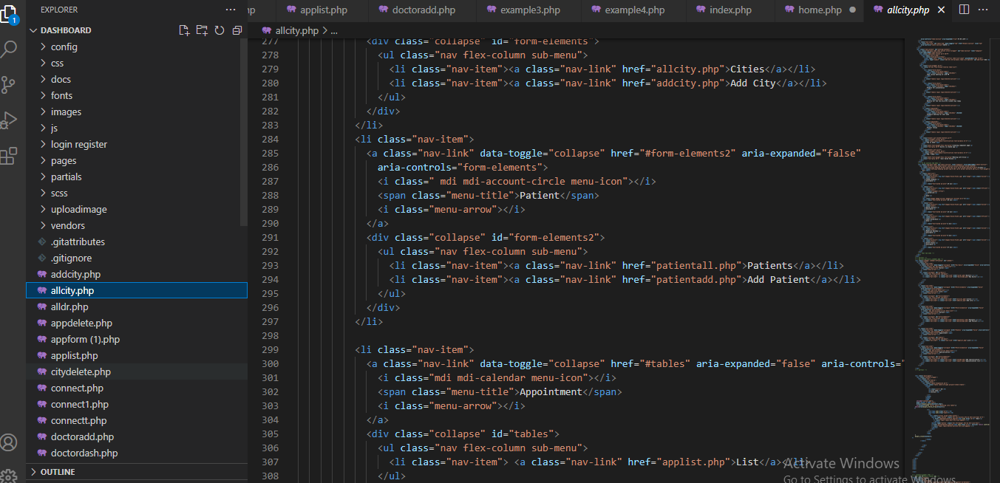 EXPLORER
np
applist.php
doctoradd.php
example3.php
example4.php
index.php
home.php
allcity.php
DASHBOARD
allcity.php > ...
1
config
css
docs
fonts
images
js
login register
pages
partials
scss
uploadimage
vendors
.gitattributes
.gitignore
addcity.php
allcity.php
alldr.php
appdelete.php
appform (1).php
applist.php
citydelete.php
connect.php
connect1.php
connectt.php
doctoradd.php
doctordash.php
OUTLINE
277 <div class="collapse" id="form-elements">
278 <ul class="nav flex-column sub-menu">
279 <li class="nav-item"><a class="nav-link" href="allcity.php">Cities</a></li>
280 <li class="nav-item"><a class="nav-link" href="addcity.php">Add City</a></li>
281 </ul>
282 </div>
283 </li>
284 <li class="nav-item">
285 <a class="nav-link" data-toggle="collapse" href="#form-elements2" aria-expanded="false"
286 aria-controls="form-elements">
287 <i class=" mdi mdi-account-circle menu-icon"></i>
288 <span class="menu-title">Patient</span>
289 <i class="menu-arrow"></i>
290 </a>
291 <div class="collapse" id="form-elements2">
292 <ul class="nav flex-column sub-menu">
293 <li class="nav-item"><a class="nav-link" href="patientall.php">Patients</a></li>
294 <li class="nav-item"><a class="nav-link" href="patientadd.php">Add Patient</a></li>
295 </ul>
296 </div>
297 </li>
298
299 <li class="nav-item">
300 <a class="nav-link" data-toggle="collapse" href="#tables" aria-expanded="false" aria-controls="
301 <i class="mdi mdi-calendar menu-icon"></i>
302 <span class="menu-title">Appointment</span>
303 <i class="menu-arrow"></i>
304 </a>
305 <div class="collapse" id="tables">
306 <ul class="nav flex-column sub-menu">
307 <li class="nav-item"> <a class="nav-link" href="applist.php">List</a></li>
308 </ul>
Activate Windows
Go to Settings to activate Windows.